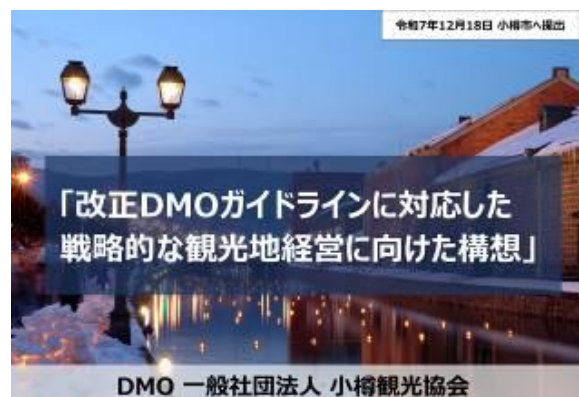 令和7年12月18日 小樽市へ提出
「改正DMOガイドラインに対応した
戦略的な観光地経営に向けた構想」
DMO 一般社団法人 小樽観光協会